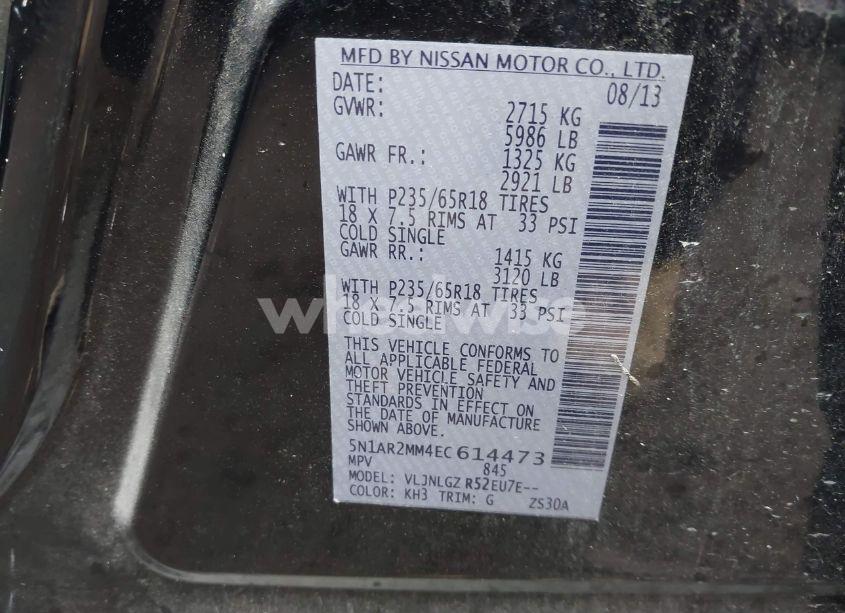 MFD BY NISSAN MOTOR CO., LTD.
DATE: 08/13
GVWR: 2715 KG
5986 LB
GAWR FR.: 1325 KG
2921 LB
WITH P235/65R18 TIRES
18 X 7.5 RIMS AT 33 PSI
COLD SINGLE
GAWR RR.: 1415 KG
3120 LB
WITH P235/65R18 TIRES
18 X 7.5 RIMS AT 33 PSI
COLD SINGLE
wheelwise
THIS VEHICLE CONFORMS TO
ALL APPLICABLE FEDERAL
MOTOR VEHICLE SAFETY AND
THEFT PREVENTION
STANDARDS IN EFFECT ON
THE DATE OF MANUFACTURE
SHOWN ABOVE.
5N1AR2MM4EC614473
MPV 845
MODEL: VLJNLGZ R52EU7E--
COLOR: KH3 TRIM: G ZS30A